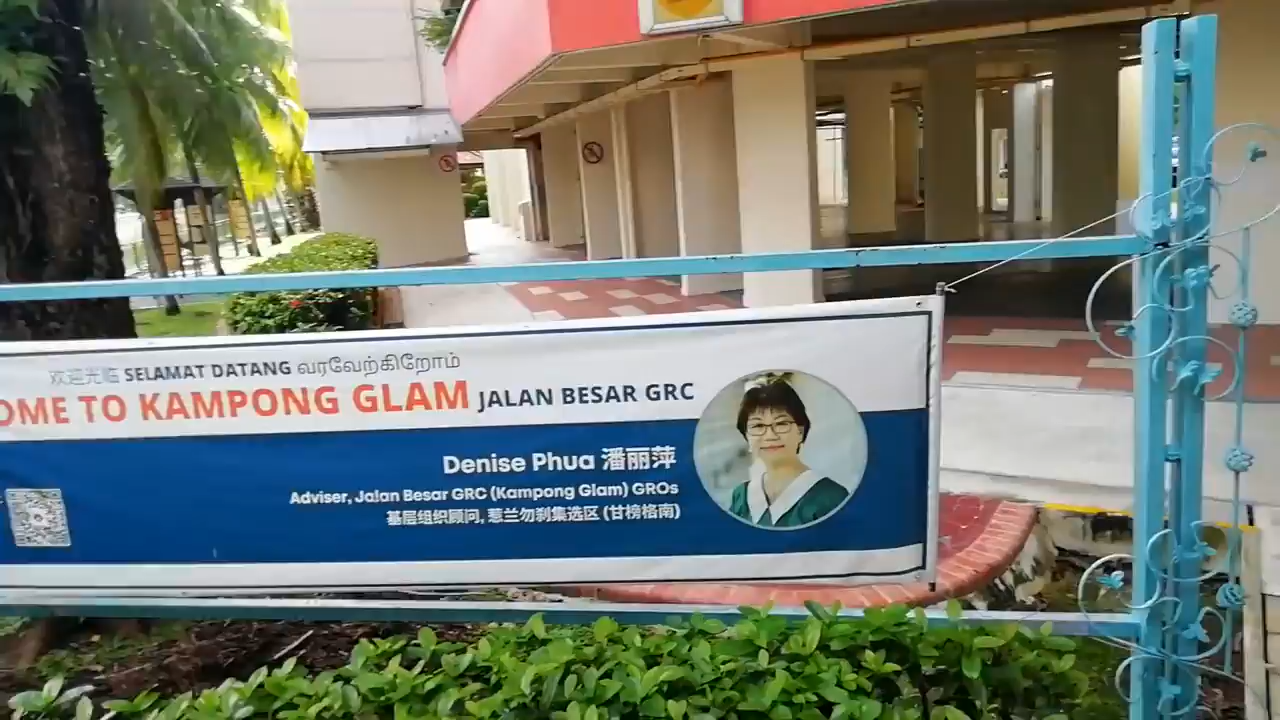 欢迎光临 SELAMAT DATANG வரவேற்கிறோம்
OME TO KAMPONG GLAM JALAN BESAR GRC
Denise Phua 潘丽萍
Adviser, Jalan Besar GRC (Kampong Glam) GROs
基层组织顾问, 惹兰勿刹集选区 (甘榜格南)